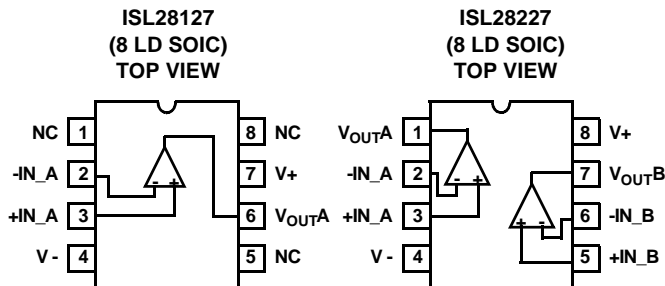 ISL28127
(8 LD SOIC)
TOP VIEW
NC 1
-IN_A 2
+IN_A 3
V - 4
8 NC
7 V+
6 VOUTA
5 NC
- +
ISL28227
(8 LD SOIC)
TOP VIEW
VOUTA 1
-IN_A 2
+IN_A 3
V - 4
8 V+
7 VOUTB
6 -IN_B
5 +IN_B
- +
+ -